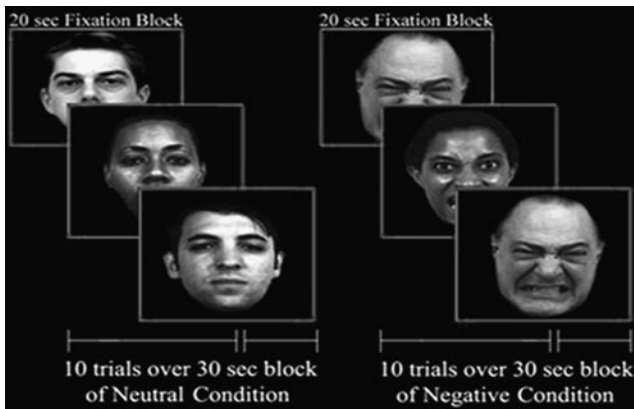 20 sec Fixation Block
20 sec Fixation Block
10 trials over 30 sec block
of Neutral Condition
10 trials over 30 sec block
of Negative Condition